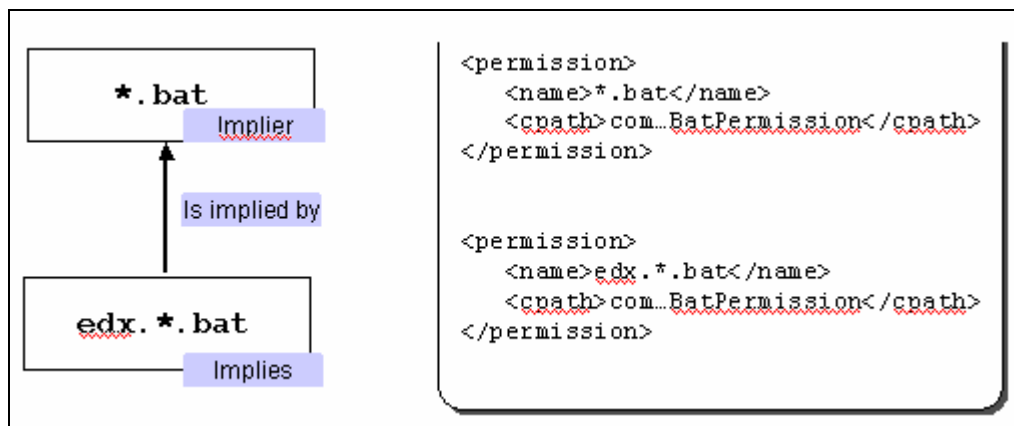 *.bat
Implier
Is implied by
edx.*.bat
Implies
<permission>
<name>*.bat</name>
<cpath>com…BatPermission</cpath>
</permission>
<permission>
<name>edx.*.bat</name>
<cpath>com…BatPermission</cpath>
</permission>